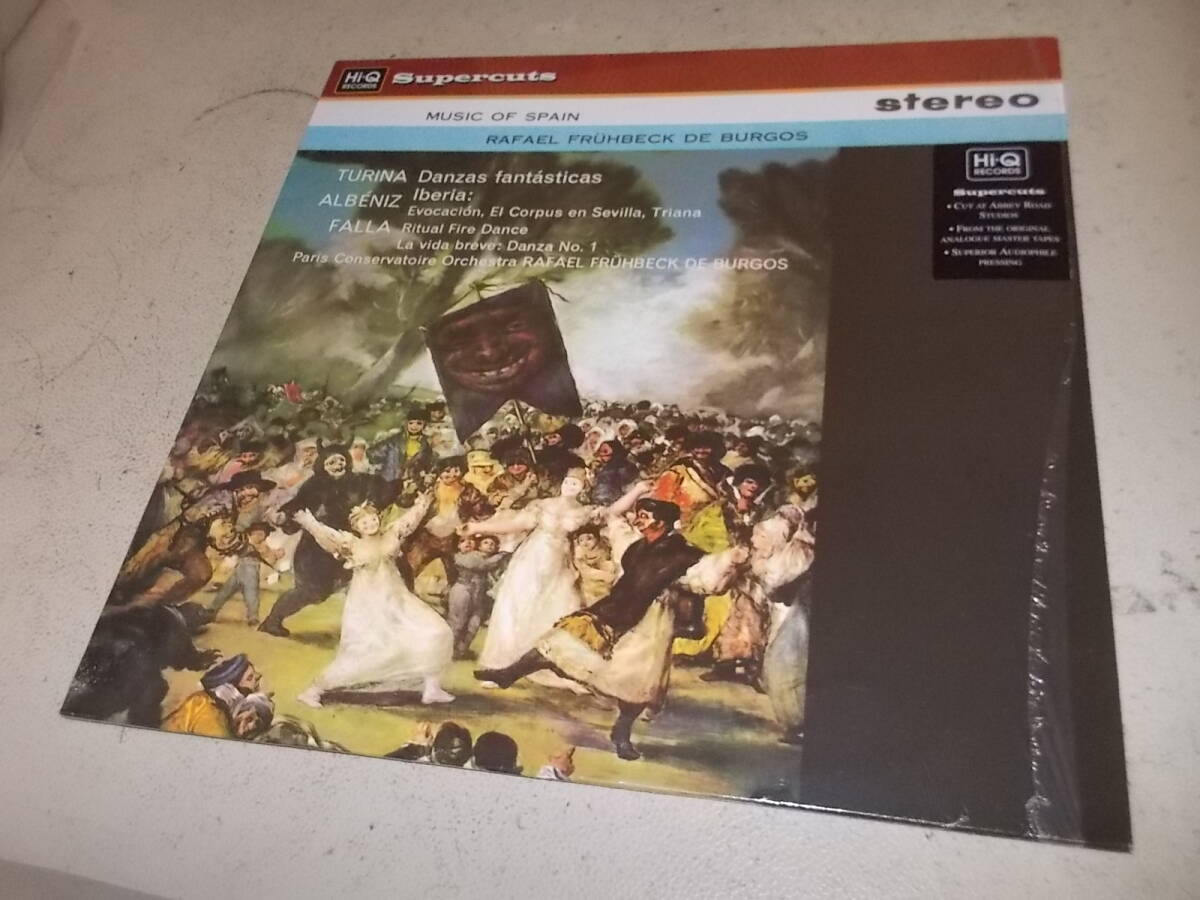 Hi-Q
RECORDS
Supercuts
stereo
MUSIC OF SPAIN
RAFAEL FRÜHBECK DE BURGOS
TURINA Danzas fantásticas
ALBÉNIZ Iberia:
Evocación, El Corpus en Sevilla, Triana
FALLA Ritual Fire Dance
La vida breve: Danza No. 1
Paris Conservatoire Orchestra RAFAEL FRÜHBECK DE BURGOS
Hi-Q
RECORDS
Supercuts
• CUT AT ABBEY ROAD
STUDIOS
• FROM THE ORIGINAL
ANALOGUE MASTER TAPES
• SUPERIOR AUDIOPHILE
PRESSING